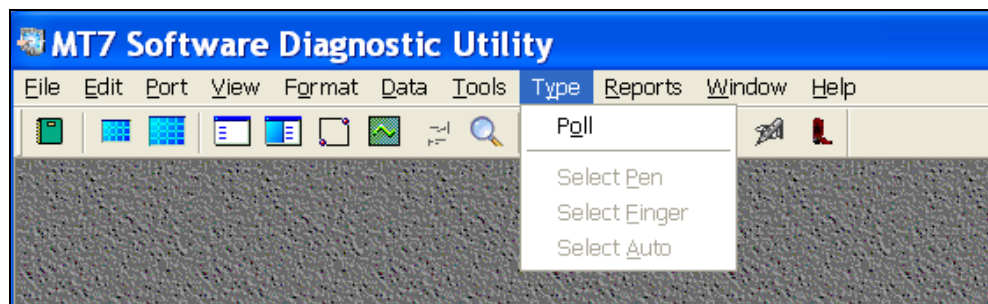 MT7 Software Diagnostic Utility
File Edit Port View Format Data Tools Type Reports Window Help
Poll
Select Pen
Select Finger
Select Auto